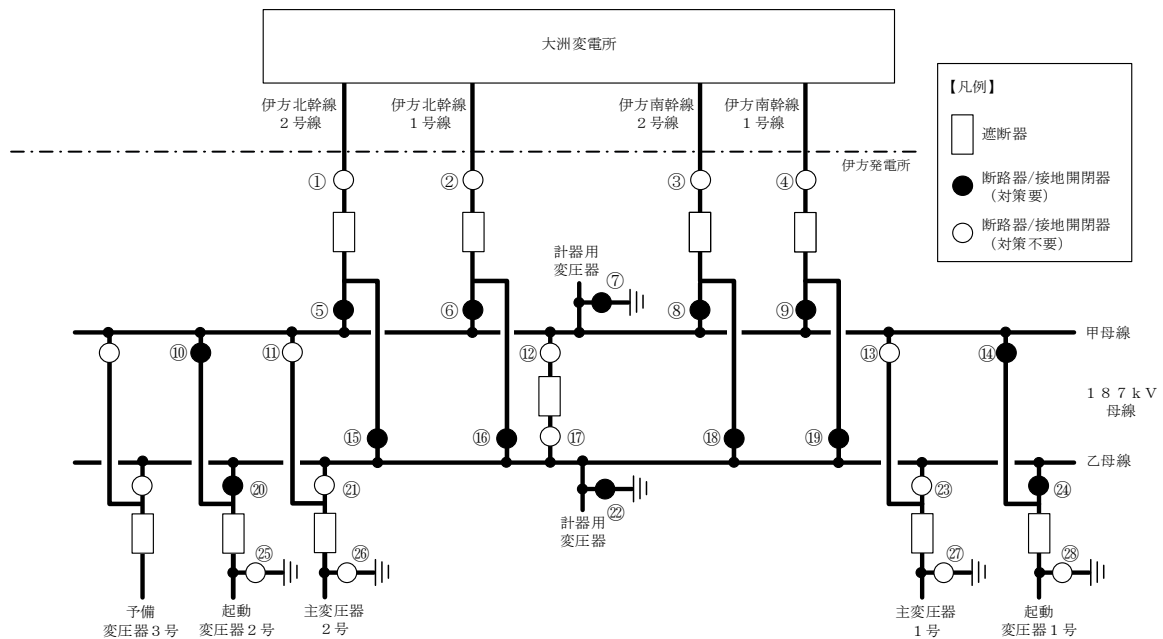 大洲変電所
伊方北幹線
２号線
伊方北幹線
１号線
伊方南幹線
２号線
伊方南幹線
１号線
【凡例】
遮断器
断路器/接地開閉器
（対策要）
断路器/接地開閉器
（対策不要）
伊方発電所
①
②
③
④
計器用
変圧器
⑦
⑤
⑥
⑧
⑨
甲母線
⑩
⑪
⑫
⑬
⑭
１８７ｋＶ
母線
⑮
⑯
⑰
⑱
⑲
乙母線
⑳
㉑
㉒
㉓
㉔
計器用
変圧器
㉕
㉖
㉗
㉘
予備
変圧器３号
起動
変圧器２号
主変圧器
２号
主変圧器
１号
起動
変圧器１号